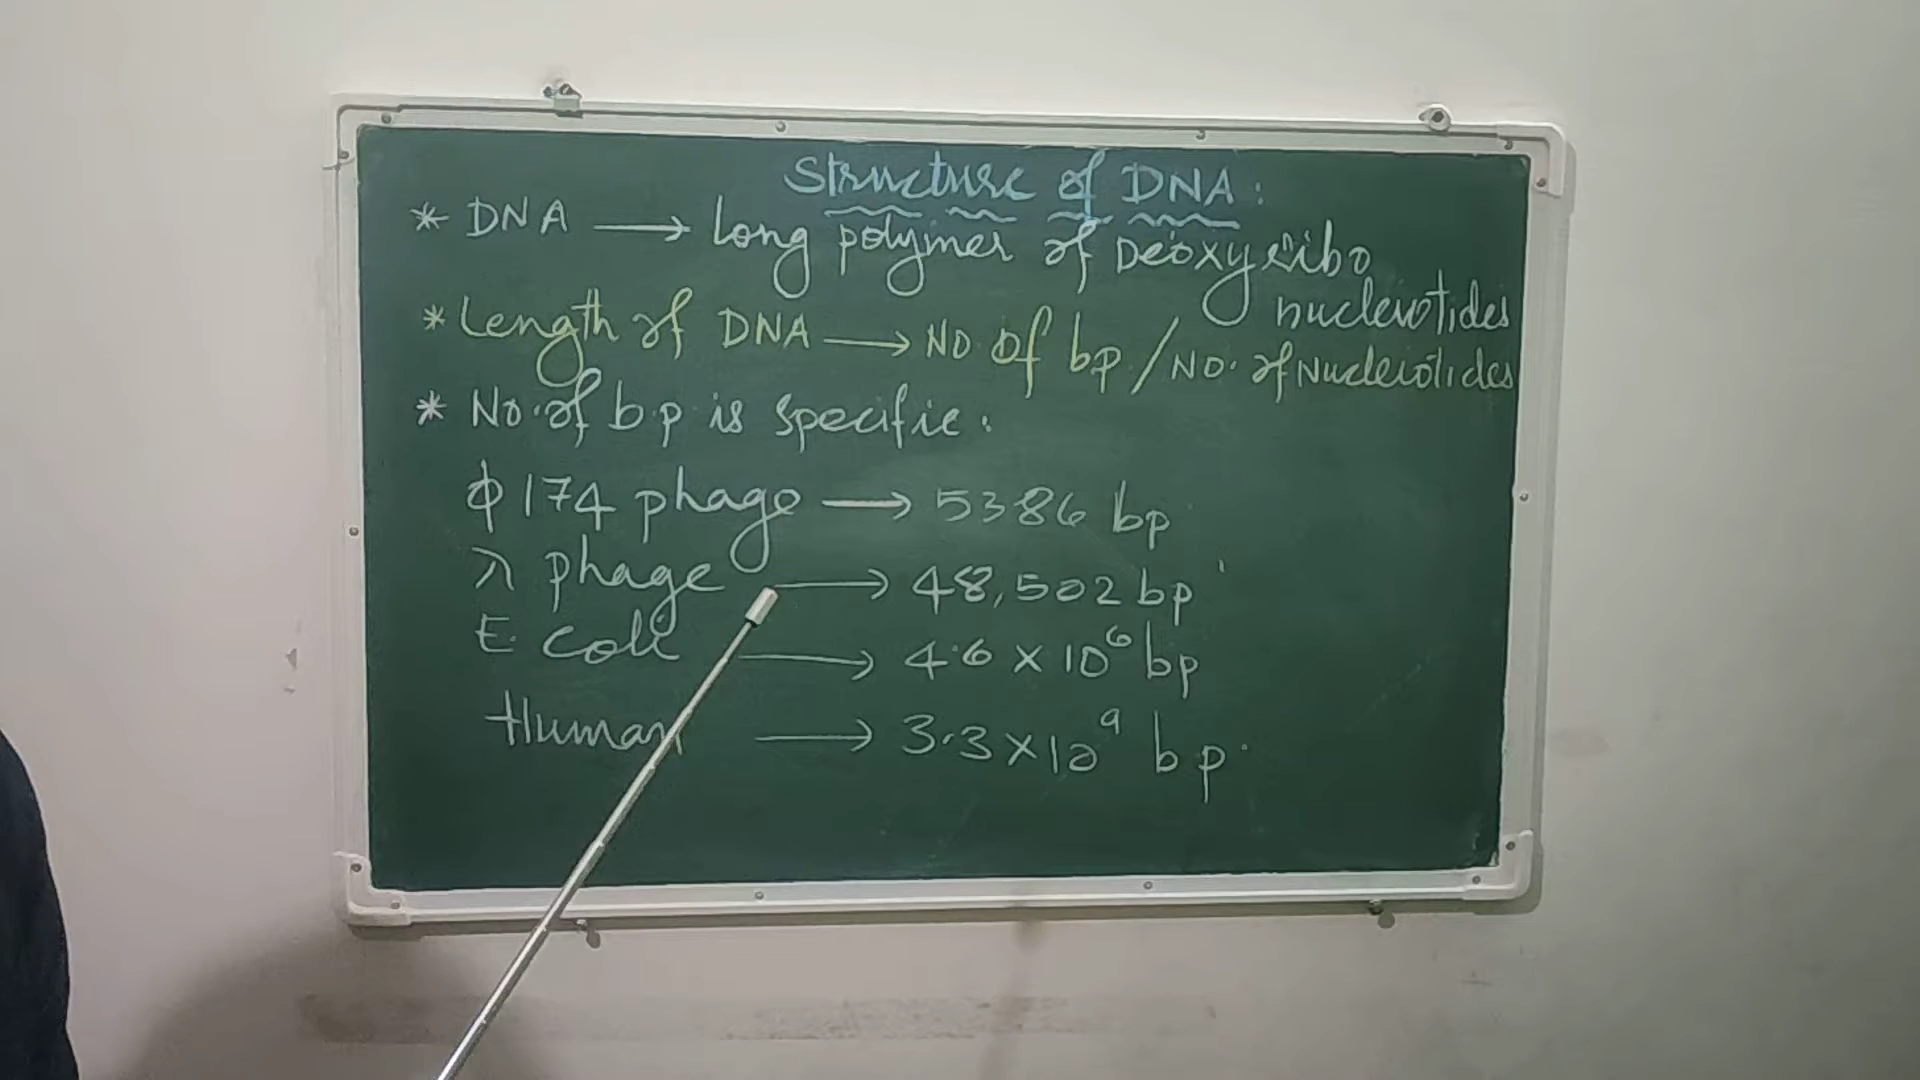 Structure of DNA:
* DNA → Long polymer of Deoxyribo
nucleotides
* Length of DNA → No of bp / No. of Nucleotides
* No. of b.p is specific.
φ 174 phage → 5386 bp
λ phage → 48,502 bp
E. coli → 4.6 × 10⁶ bp
Human → 3.3 × 10⁹ bp.